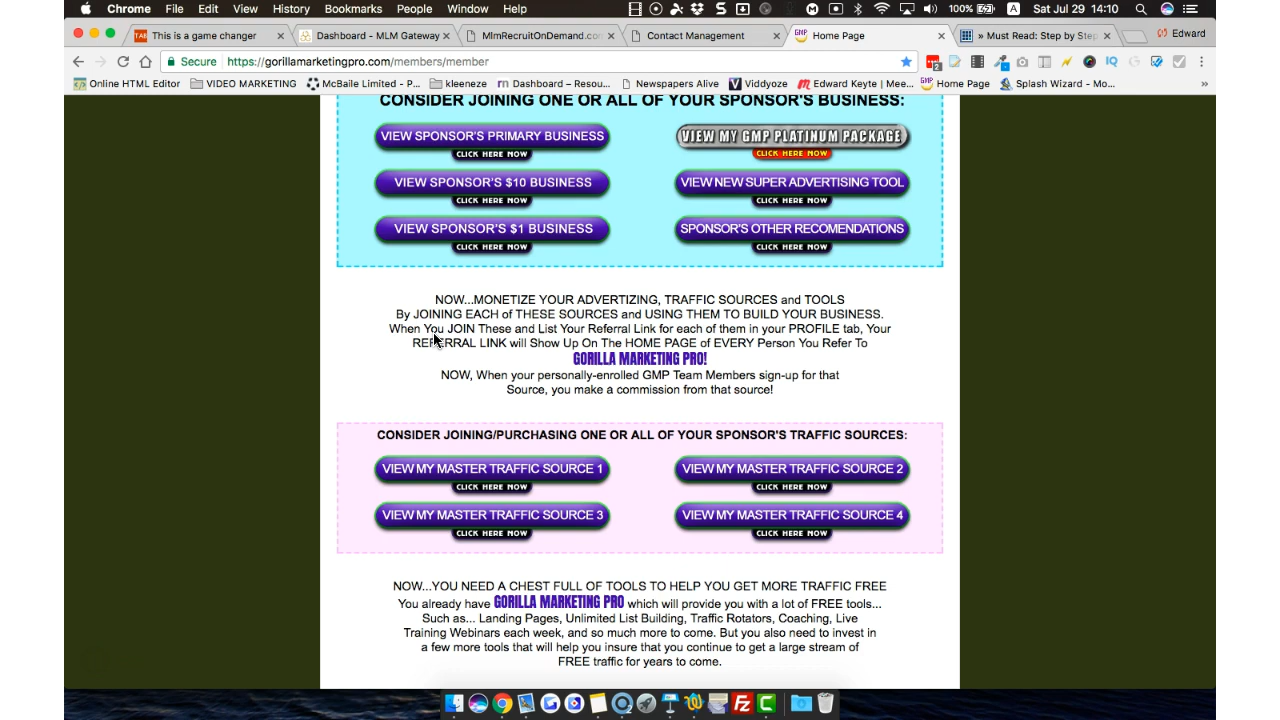 Chrome File Edit View History Bookmarks People Window Help 100% A Sat Jul 29 14:10
This is a game changer Dashboard - MLM Gateway MlmRecruitOnDemand.co Contact Management Home Page » Must Read: Step by Step Edward
Secure https://gorillamarketingpro.com/members/member
Online HTML Editor VIDEO MARKETING McBaile Limited - P... kleeneze Dashboard – Resou... Newspapers Alive Viddyoze Edward Keyte | Mee... Home Page Splash Wizard - Mo... »
CONSIDER JOINING ONE OR ALL OF YOUR SPONSOR'S BUSINESS:
VIEW SPONSOR'S PRIMARY BUSINESS VIEW MY GMP PLATINUM PACKAGE
CLICK HERE NOW CLICK HERE NOW
VIEW SPONSOR'S $10 BUSINESS VIEW NEW SUPER ADVERTISING TOOL
CLICK HERE NOW CLICK HERE NOW
VIEW SPONSOR'S $1 BUSINESS SPONSOR'S OTHER RECOMENDATIONS
CLICK HERE NOW CLICK HERE NOW
NOW...MONETIZE YOUR ADVERTIZING, TRAFFIC SOURCES and TOOLS
By JOINING EACH of THESE SOURCES and USING THEM TO BUILD YOUR BUSINESS.
When You JOIN These and List Your Referral Link for each of them in your PROFILE tab, Your
REFERRAL LINK will Show Up On The HOME PAGE of EVERY Person You Refer To
GORILLA MARKETING PRO!
NOW, When your personally-enrolled GMP Team Members sign-up for that
Source, you make a commission from that source!
CONSIDER JOINING/PURCHASING ONE OR ALL OF YOUR SPONSOR'S TRAFFIC SOURCES:
VIEW MY MASTER TRAFFIC SOURCE 1 VIEW MY MASTER TRAFFIC SOURCE 2
CLICK HERE NOW CLICK HERE NOW
VIEW MY MASTER TRAFFIC SOURCE 3 VIEW MY MASTER TRAFFIC SOURCE 4
CLICK HERE NOW CLICK HERE NOW
NOW...YOU NEED A CHEST FULL OF TOOLS TO HELP YOU GET MORE TRAFFIC FREE
You already have GORILLA MARKETING PRO which will provide you with a lot of FREE tools...
Such as... Landing Pages, Unlimited List Building, Traffic Rotators, Coaching, Live
Training Webinars each week, and so much more to come. But you also need to invest in
a few more tools that will help you insure that you continue to get a large stream of
FREE traffic for years to come.